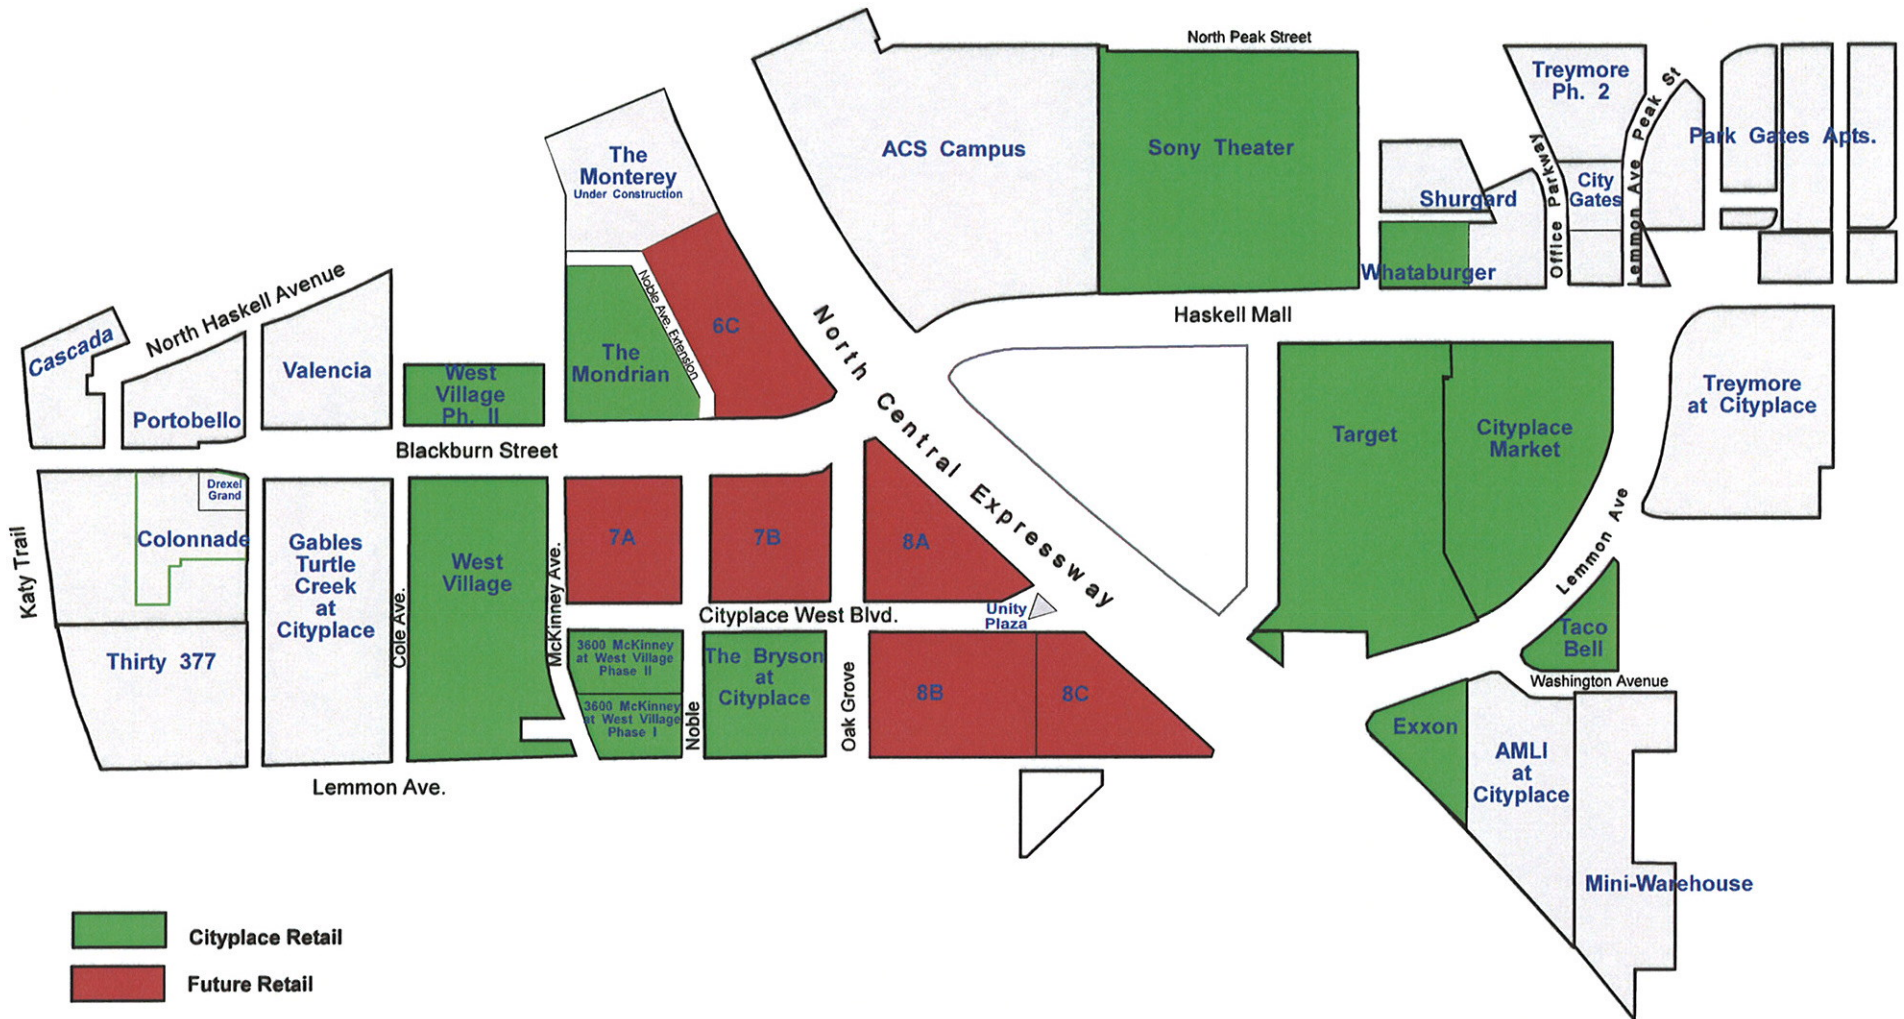 North Peak Street
Treymore
Ph. 2
Lemmon Ave Peak St
Park Gates Apts.
ACS Campus
Sony Theater
The
Monterey
Under Construction
Office Parkway
City
Gates
Shurgard
Whataburger
North Haskell Avenue
Noble Ave. Extension
Haskell Mall
6C
Cascada
Valencia
The
Mondrian
West
Village
Ph. II
Portobello
North Central Expressway
Treymore
at Cityplace
Target
Cityplace
Market
Blackburn Street
Drexel
Grand
Colonnade
Katy Trail
Gables
Turtle
Creek
at
Cityplace
Cole Ave.
West
Village
McKinney Ave.
7A
7B
8A
Lemmon Ave
Cityplace West Blvd.
Unity
Plaza
Thirty 377
3600 McKinney
at West Village
Phase II
3600 McKinney
at West Village
Phase I
Noble
The Bryson
at
Cityplace
Oak Grove
8B
8C
Taco
Bell
Washington Avenue
Exxon
AMLI
at
Cityplace
Lemmon Ave.
Mini-Warehouse
Cityplace Retail
Future Retail